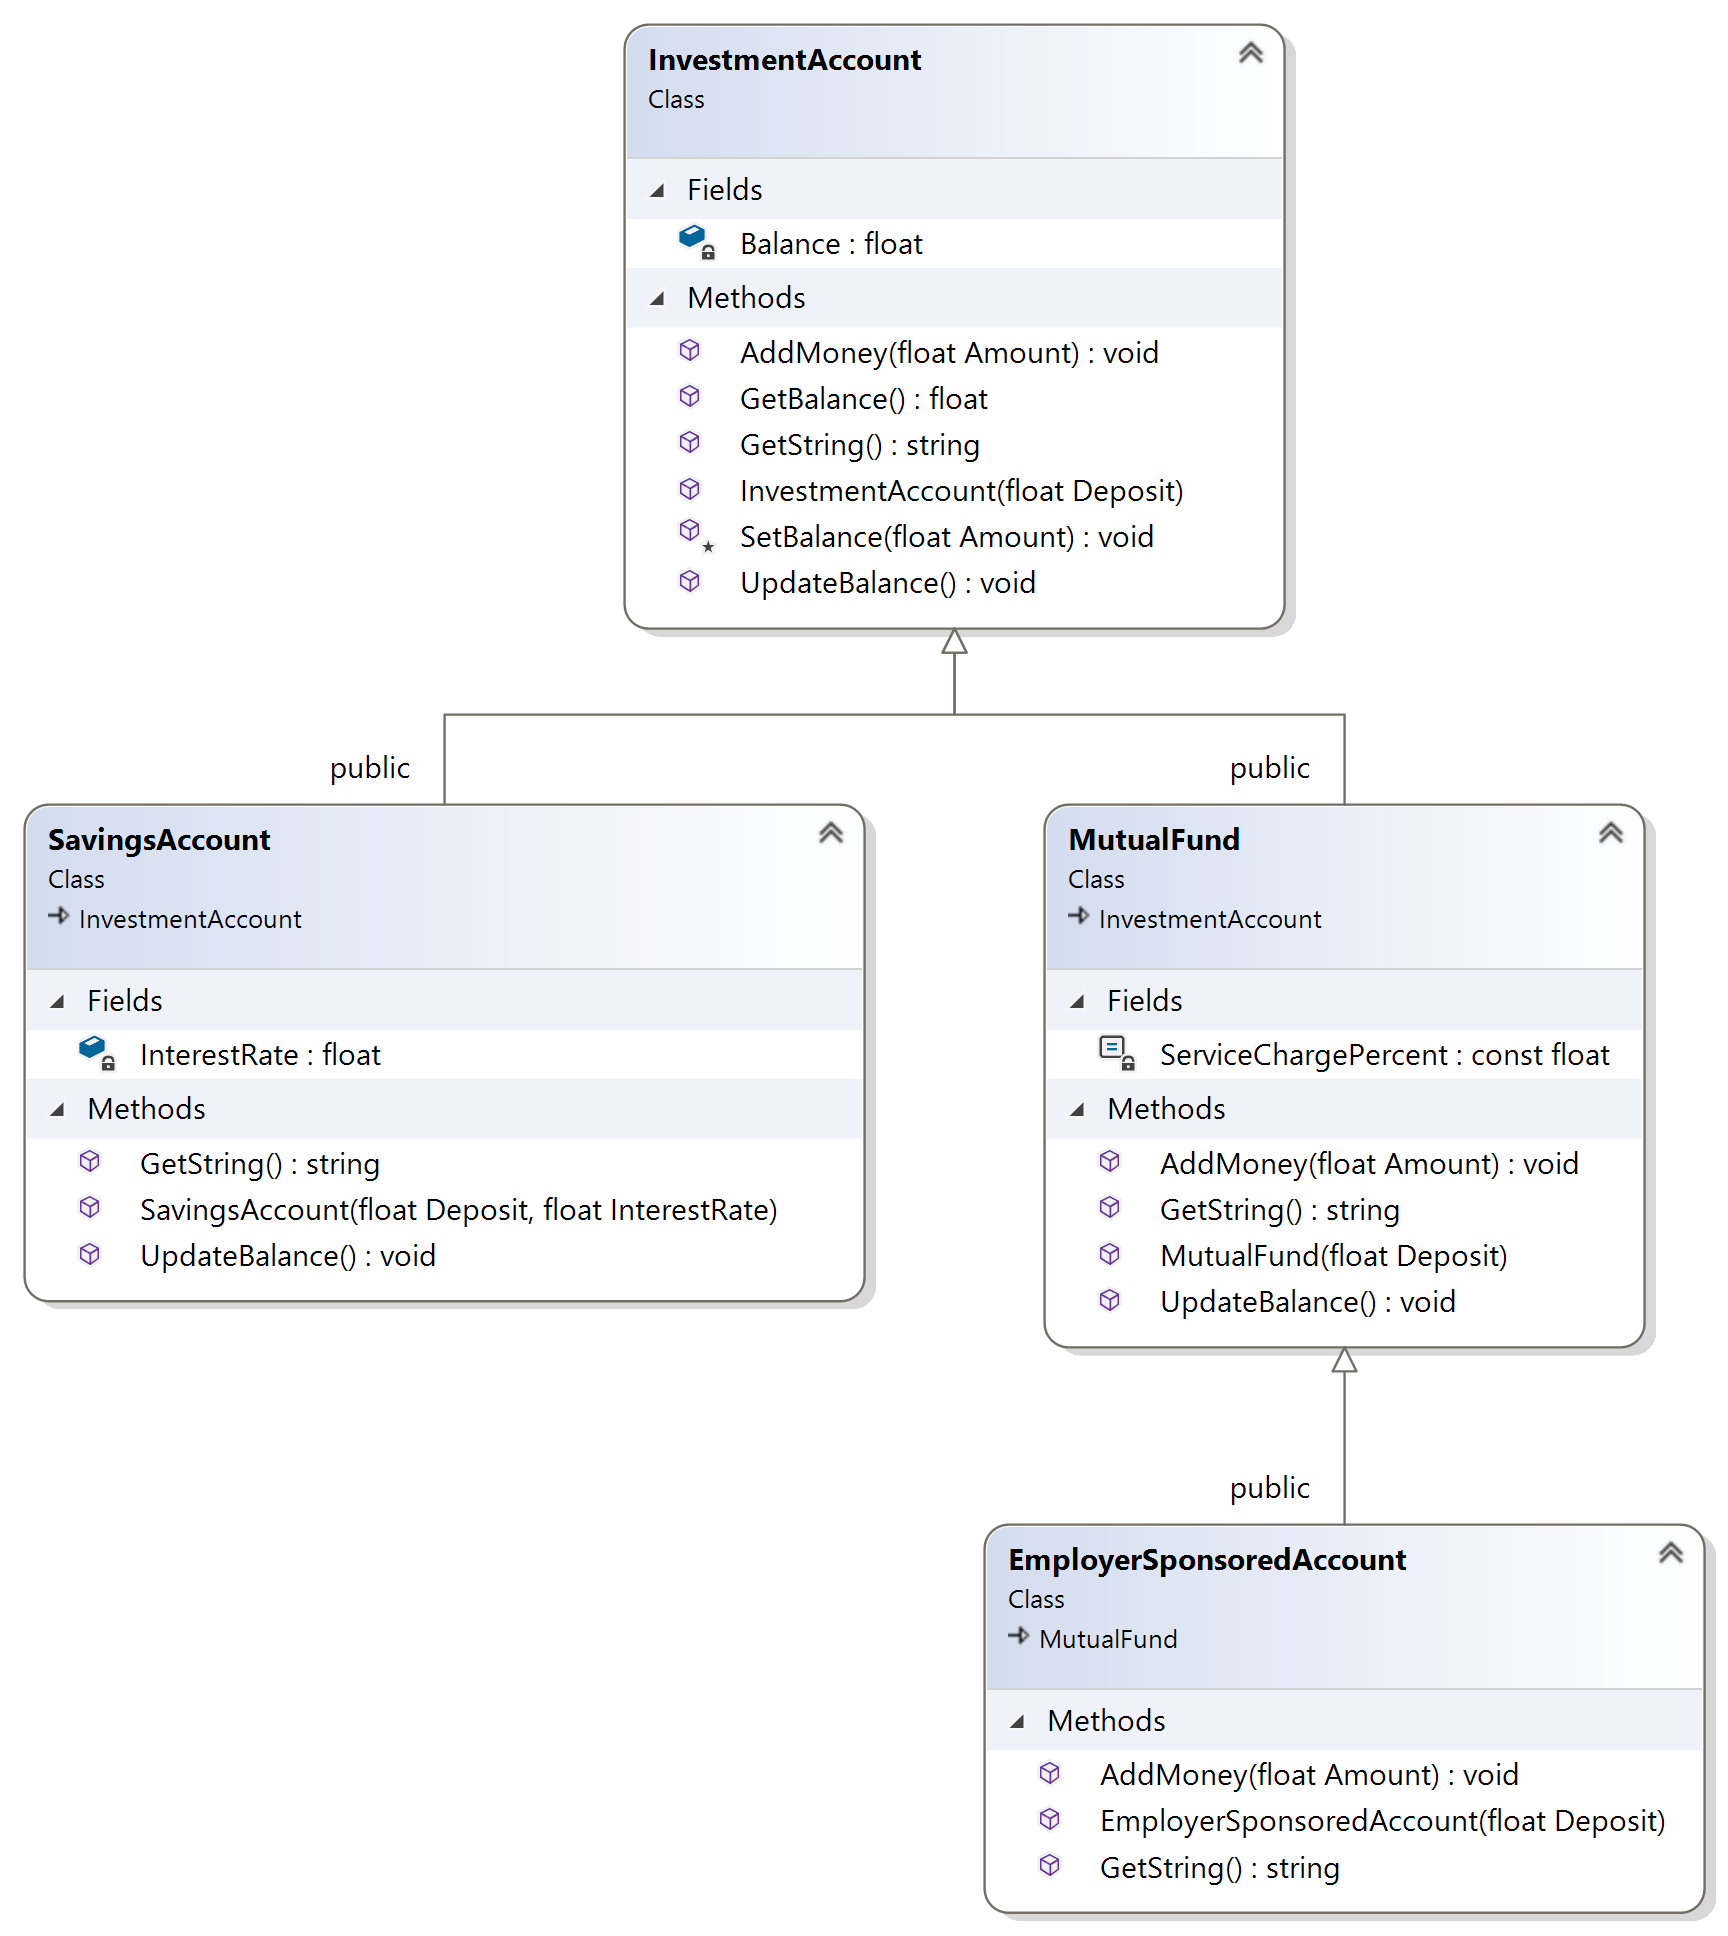 InvestmentAccount
Class
Fields
Balance : float
Methods
AddMoney(float Amount) : void
GetBalance() : float
GetString() : string
InvestmentAccount(float Deposit)
SetBalance(float Amount) : void
UpdateBalance() : void
public
public
SavingsAccount
Class
InvestmentAccount
Fields
InterestRate : float
Methods
GetString() : string
SavingsAccount(float Deposit, float InterestRate)
UpdateBalance() : void
MutualFund
Class
InvestmentAccount
Fields
ServiceChargePercent : const float
Methods
AddMoney(float Amount) : void
GetString() : string
MutualFund(float Deposit)
UpdateBalance() : void
public
EmployerSponsoredAccount
Class
MutualFund
Methods
AddMoney(float Amount) : void
EmployerSponsoredAccount(float Deposit)
GetString() : string